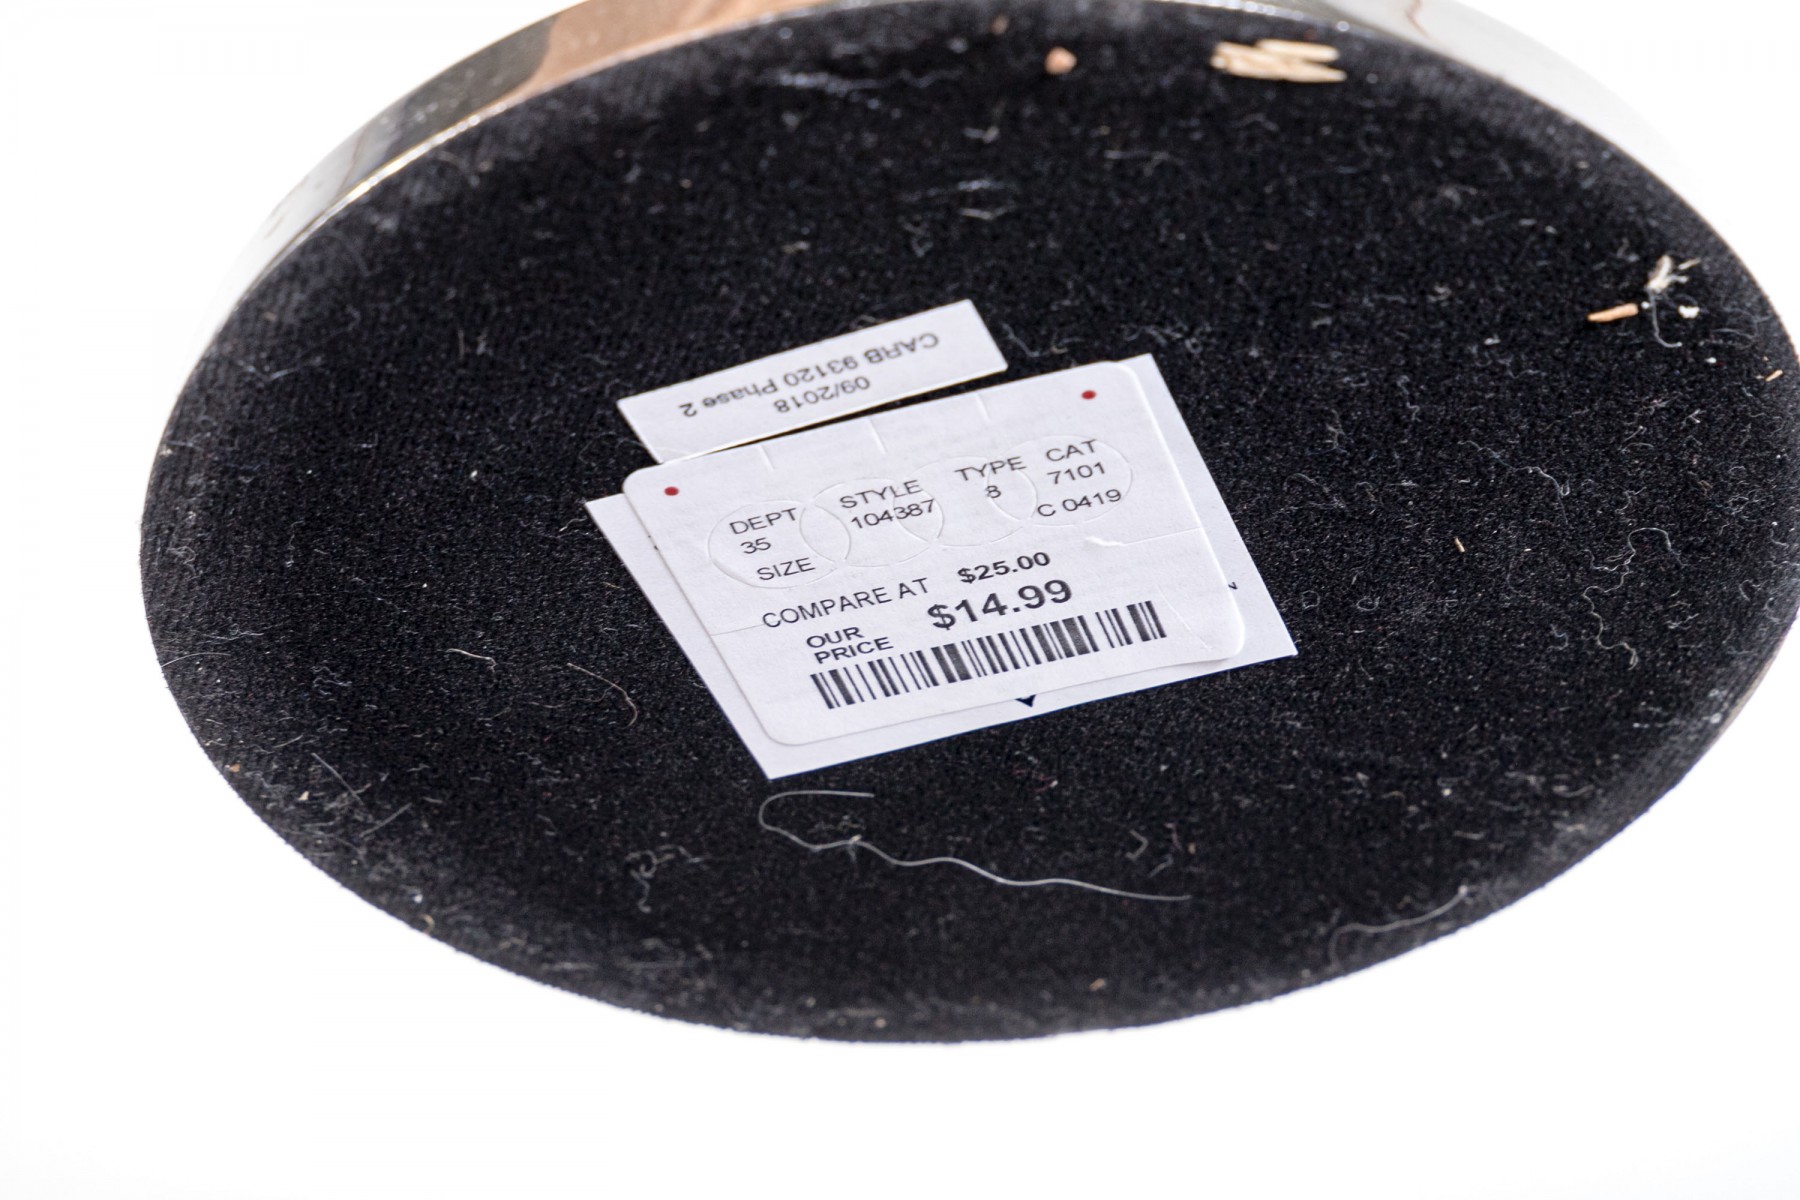 CARB 93120 Phase 2
09/2018
DEPT STYLE TYPE CAT
35 104387 8 7101
SIZE C 0419
COMPARE AT $25.00
OUR PRICE $14.99